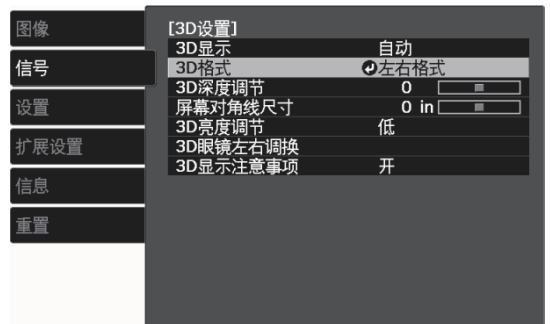 图像
信号
设置
扩展设置
信息
重置
[3D设置]
3D显示 自动
3D格式 左右格式
3D深度调节 0
屏幕对角线尺寸 0 in
3D亮度调节 低
3D眼镜左右调换
3D显示注意事项 开